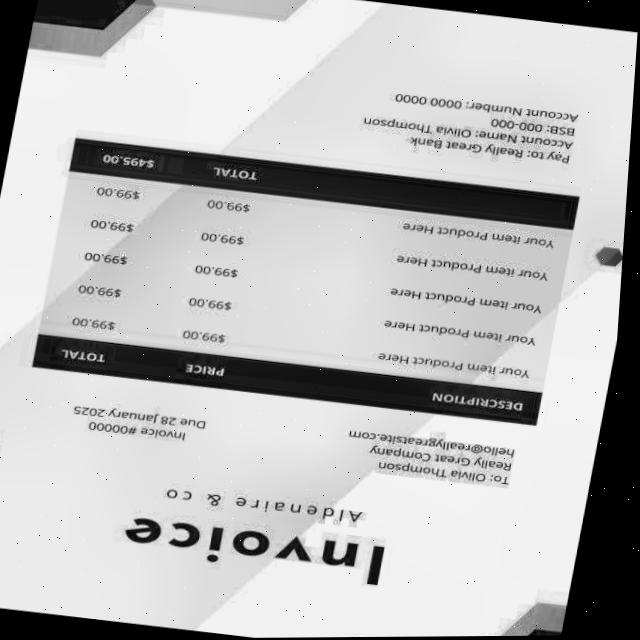 Invoice
Aldenaire & co
To: Olivia Thompson
Really Great Company
hello@reallygreatsite.com
Invoice #00000
Due 28 January 2025
DESCRIPTION PRICE TOTAL
Your item Product Here $99.00 $99.00
Your item Product Here $99.00 $99.00
Your item Product Here $99.00 $99.00
Your item Product Here $99.00 $99.00
Your item Product Here $99.00 $99.00
TOTAL $495.00
Pay to: Really Great Bank
Account Name: Olivia Thompson
BSB: 000-000
Account Number: 0000 0000